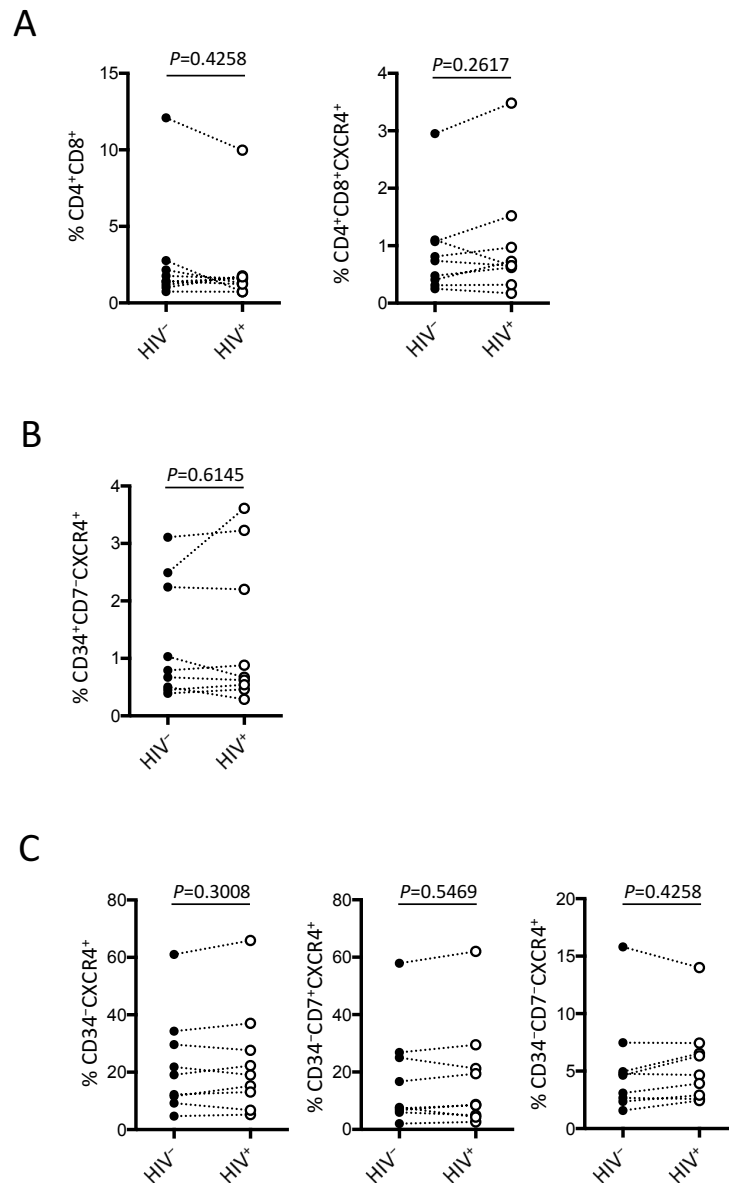 A
P=0.4258
15
10
5
0
% CD4⁺CD8⁺
HIV⁻
HIV⁺
P=0.2617
4
3
2
1
0
% CD4⁺CD8⁺CXCR4⁺
HIV⁻
HIV⁺
B
P=0.6145
4
3
2
1
0
% CD34⁺CD7⁻CXCR4⁺
HIV⁻
HIV⁺
C
P=0.3008
80
60
40
20
0
% CD34⁻CXCR4⁺
HIV⁻
HIV⁺
P=0.5469
80
60
40
20
0
% CD34⁻CD7⁺CXCR4⁺
HIV⁻
HIV⁺
P=0.4258
20
15
10
5
0
% CD34⁻CD7⁻CXCR4⁺
HIV⁻
HIV⁺